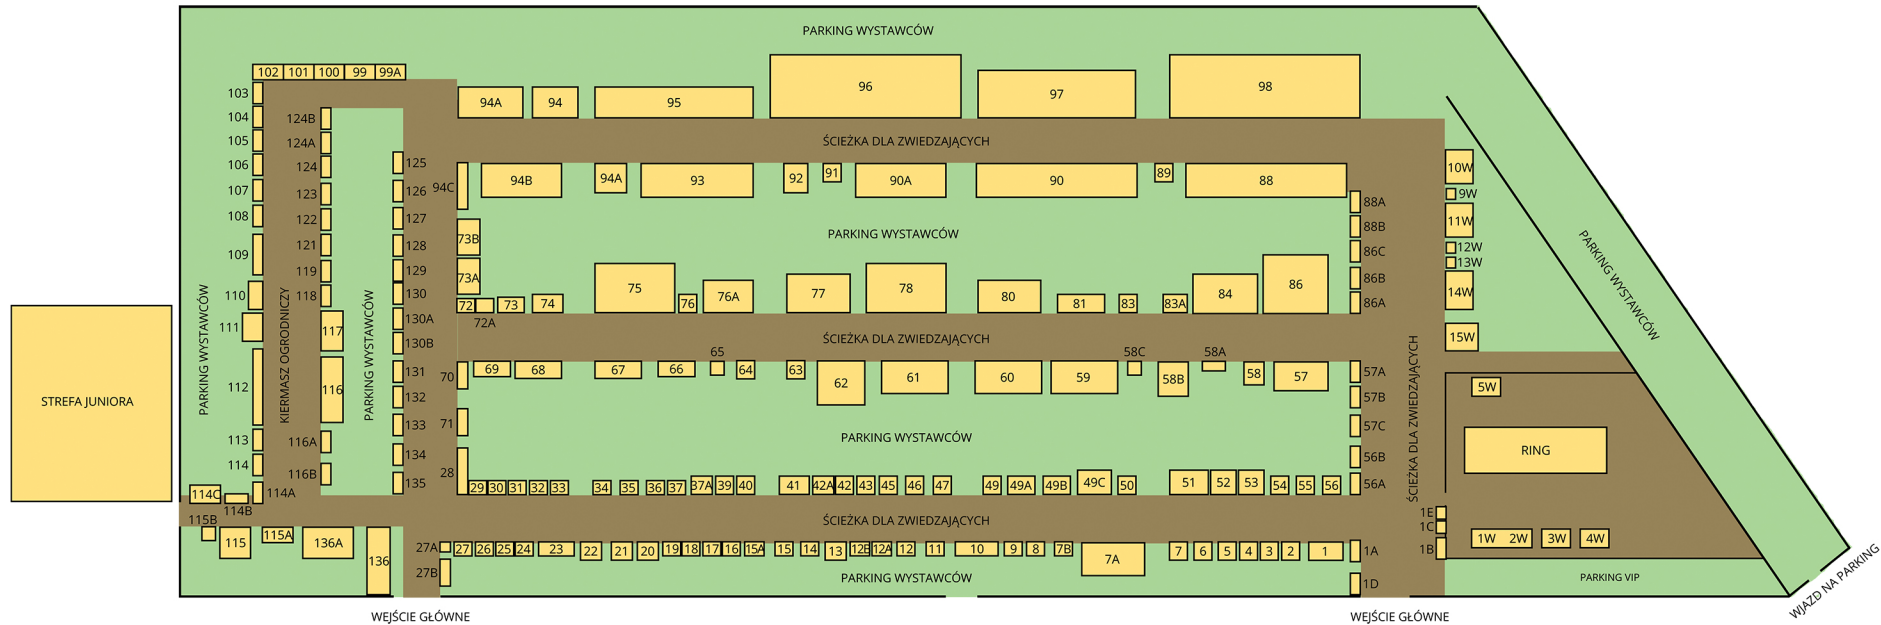 PARKING WYSTAWCÓW
102 101 100 99 99A
94A 94 95 96 97 98
ŚCIEŻKA DLA ZWIEDZAJĄCYCH
103
104
105
106
107
108
109
110
111
112
113
114
114A
114C
114B
115B
115
115A
136A
136
PARKING WYSTAWCÓW
KIERMASZ OGRODNICZY
124B
124A
124
123
122
121
119
118
117
116
116A
116B
PARKING WYSTAWCÓW
125
126
127
128
129
130
130A
130B
131
132
133
134
135
94C
73B
73A
94B 94A 93 92 91 90A 90 89 88
PARKING WYSTAWCÓW
88A
88B
86C
86B
86A
72 72A 73 74 75 76 76A 77 78 80 81 83 83A 84 86
ŚCIEŻKA DLA ZWIEDZAJĄCYCH
70
71
28
69 68 67 66 65 64 63 62 61 60 59 58C 58B 58A 58 57
PARKING WYSTAWCÓW
57A
57B
57C
56B
56A
29 30 31 32 33 34 35 36 37 37A 39 40 41 42A 42 43 45 46 47 49 49A 49B 49C 50 51 52 53 54 55 56
ŚCIEŻKA DLA ZWIEDZAJĄCYCH
27A
27B
27 26 25 24 23 22 21 20 19 18 17 16 15A 15 14 13 12B 12A 12 11 10 9 8 7B 7A 7 6 5 4 3 2 1
1A
1D
PARKING WYSTAWCÓW
ŚCIEŻKA DLA ZWIEDZAJĄCYCH
10W
9W
11W
12W
13W
14W
15W
5W
RING
1E
1C
1B
1W 2W 3W 4W
PARKING VIP
PARKING WYSTAWCÓW
WJAZD NA PARKING
STREFA JUNIORA
WEJŚCIE GŁÓWNE
WEJŚCIE GŁÓWNE